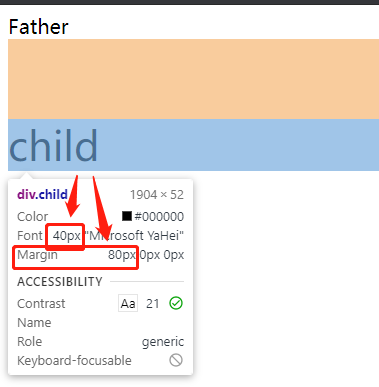 Father
child
div.child 1904 × 52
Color #000000
Font 40px "Microsoft YaHei"
Margin 80px 0px 0px
ACCESSIBILITY
Contrast Aa 21
Name
Role generic
Keyboard-focusable